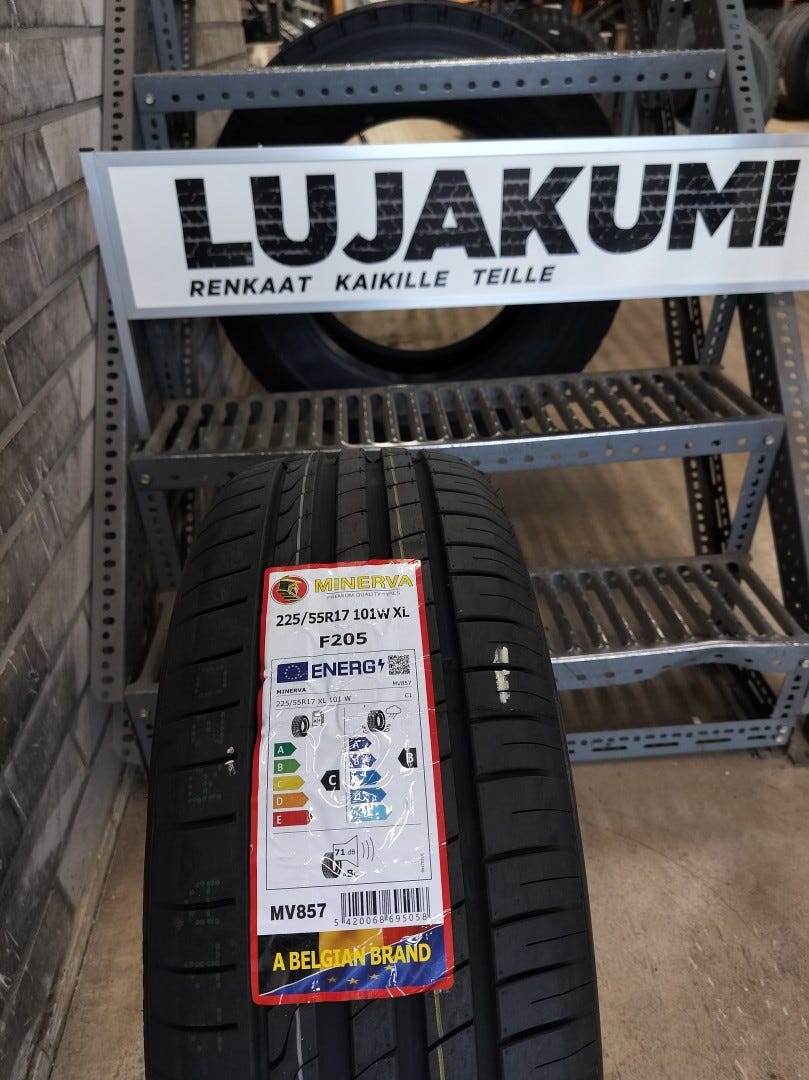 LUJAKUMI
RENKAAT KAIKILLE TEILLE
MINERVA
PREMIUM QUALITY TYRES
225/55R17 101W XL
F205
ENERG
MINERVA MV857
225/55R17 XL 101 W C1
A A
B B B
C C
D
E
71 dB
MV857
5 420068 695058
A BELGIAN BRAND